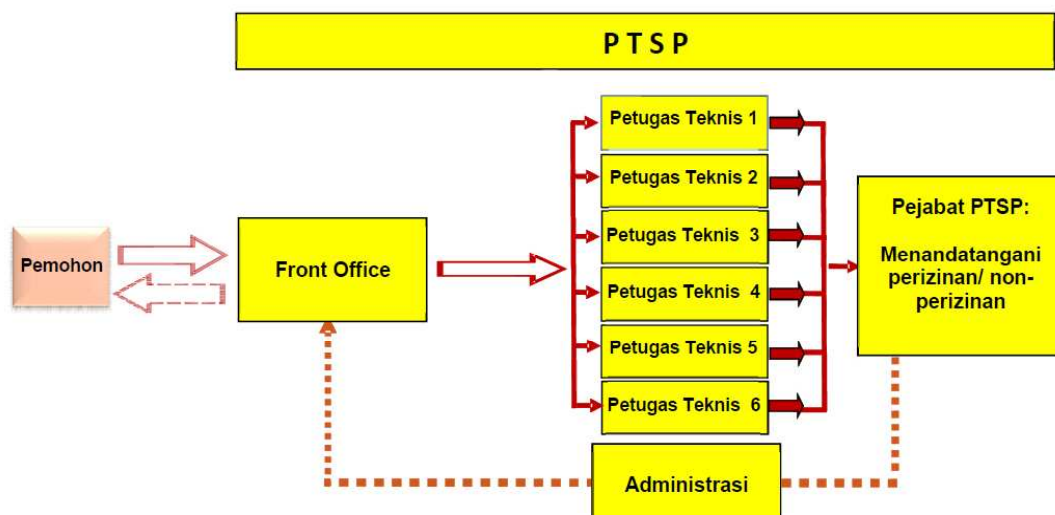 P T S P
Petugas Teknis 1
Petugas Teknis 2
Petugas Teknis 3
Petugas Teknis 4
Petugas Teknis 5
Petugas Teknis 6
Pemohon
Front Office
Pejabat PTSP:
Menandatangani
perizinan/ non-
perizinan
Administrasi